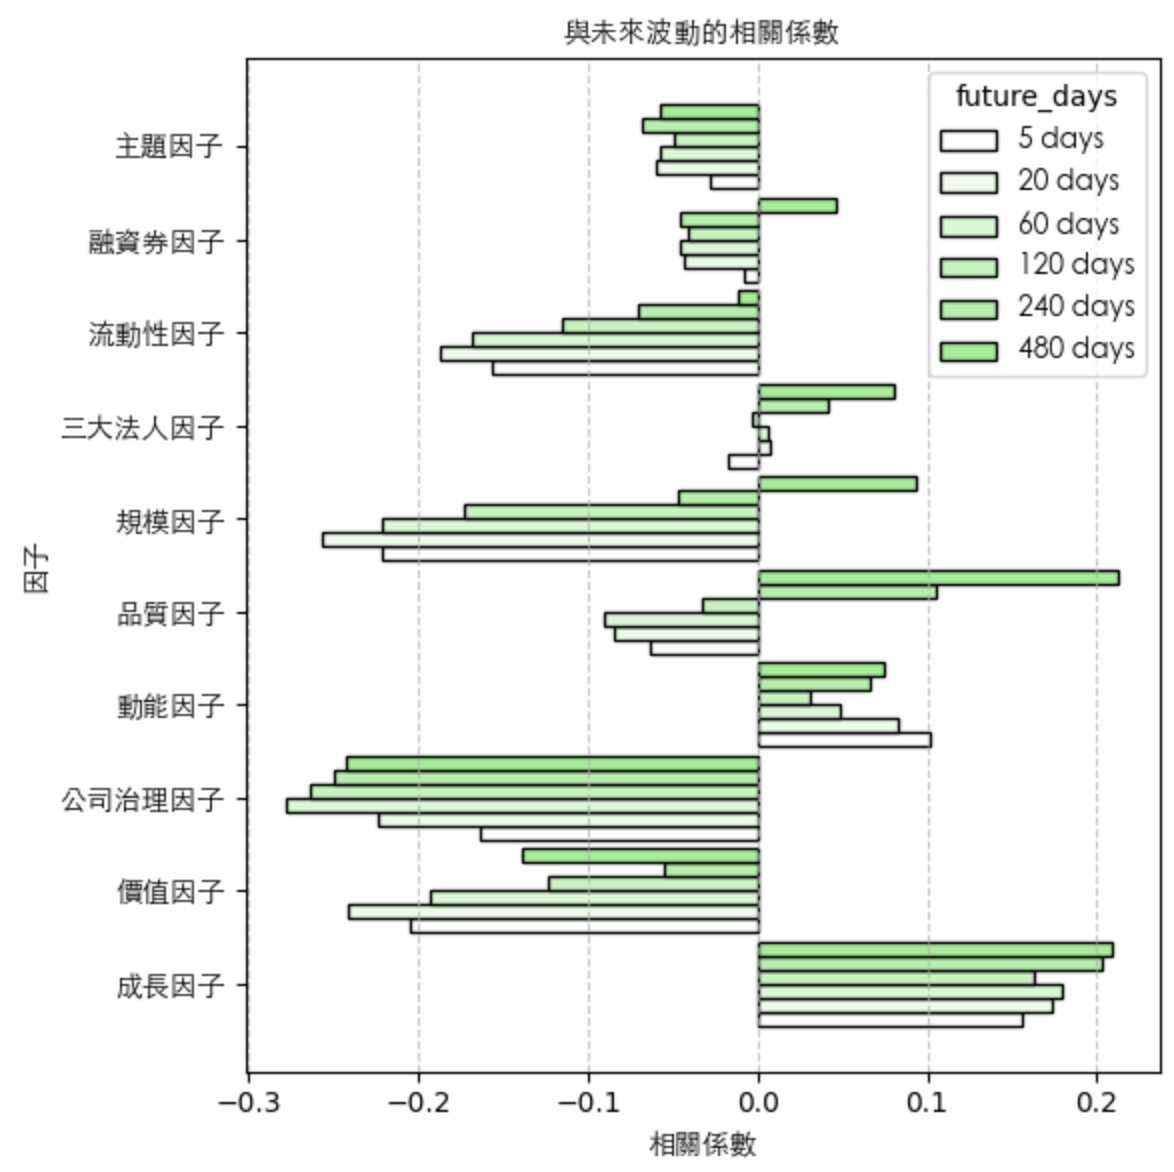 與未來波動的相關係數
future_days
5 days
20 days
60 days
120 days
240 days
480 days
主題因子
融資券因子
流動性因子
三大法人因子
規模因子
品質因子
動能因子
公司治理因子
價值因子
成長因子
因子
−0.3
−0.2
−0.1
0.0
0.1
0.2
相關係數